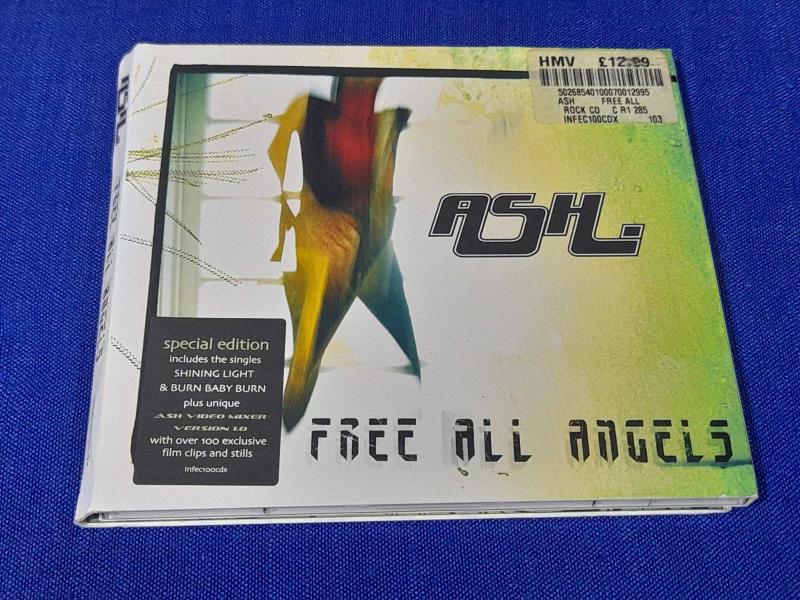 HMV £12.99
50268540100070012995
ASH FREE ALL
ROCK CD C R1 285
INFEC100CDX 103
ASH.
special edition
includes the singles
SHINING LIGHT
& BURN BABY BURN
plus unique
ASH VIDEO MIXER
VERSION 1.0
with over 100 exclusive
film clips and stills
infec100cdx
FREE ALL ANGELS
ASH.
FREE ALL ANGELS